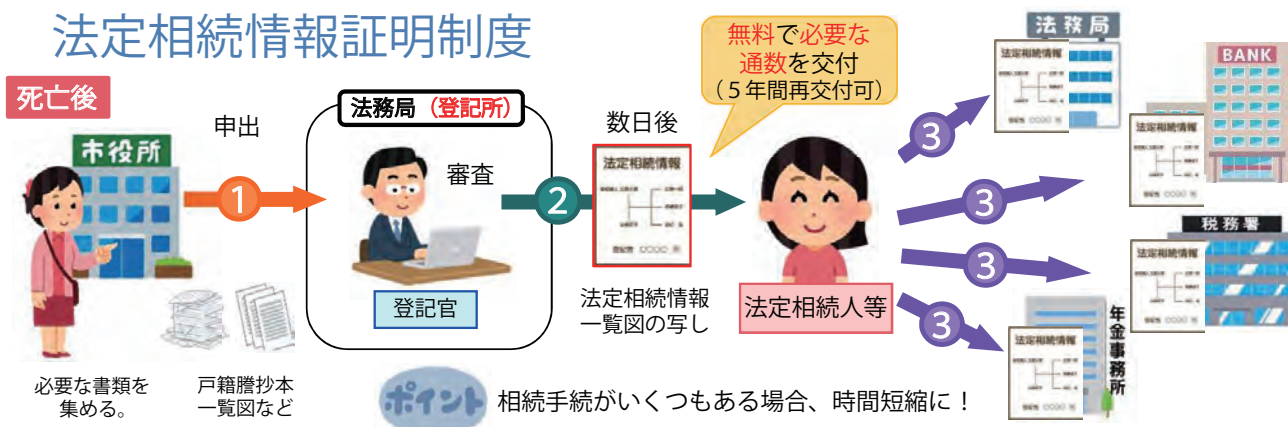 法定相続情報証明制度
死亡後
市役所
必要な書類を
集める。
戸籍謄抄本
一覧図など
申出
1
法務局（登記所）
審査
登記官
2
数日後
法定相続情報
法定相続情報
一覧図の写し
無料で必要な
通数を交付
（５年間再交付可）
法定相続人等
3
3
3
3
法務局
法定相続情報
BANK
法定相続情報
税務署
法定相続情報
年金事務所
法定相続情報
ポイント
相続手続がいくつもある場合、時間短縮に！